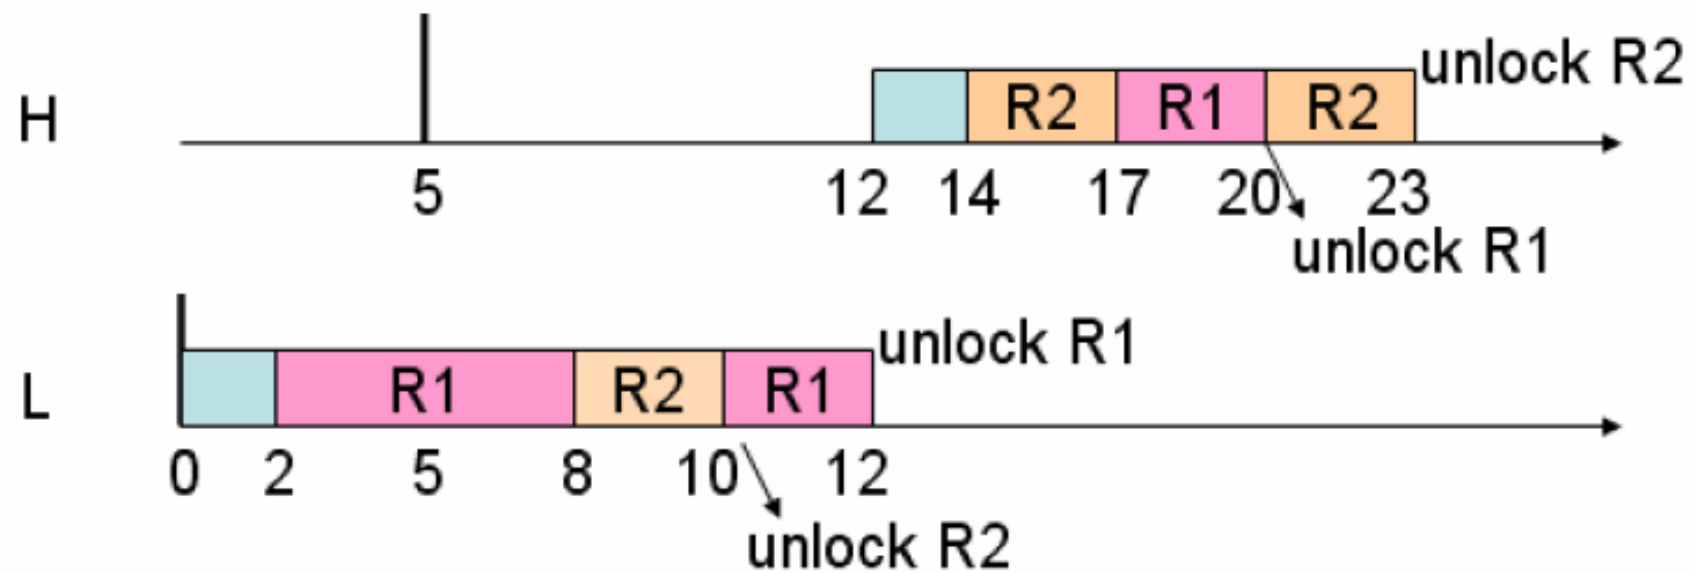 unlock R2
H R2 R1 R2
5 12 14 17 20 23
unlock R1
unlock R1
L R1 R2 R1
0 2 5 8 10 12
unlock R2